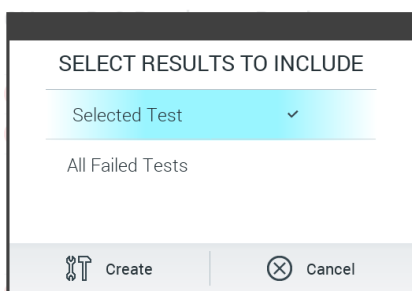 SELECT RESULTS TO INCLUDE
Selected Test
All Failed Tests
Create Cancel